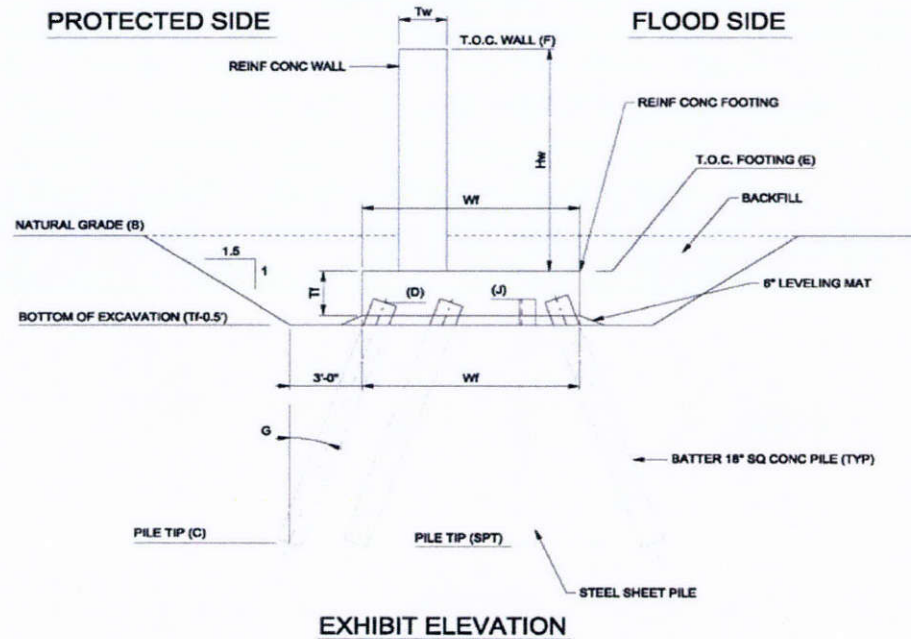 PROTECTED SIDE
Tw
FLOOD SIDE
T.O.C. WALL (F)
REINF CONC WALL
REINF CONC FOOTING
Hw
T.O.C. FOOTING (E)
Wf
BACKFILL
NATURAL GRADE (B)
1.5
1
Tf
(D)
(J)
6" LEVELING MAT
BOTTOM OF EXCAVATION (Tf-0.5')
3'-0"
Wf
G
BATTER 18" SQ CONC PILE (TYP)
PILE TIP (C)
PILE TIP (SPT)
STEEL SHEET PILE
EXHIBIT ELEVATION